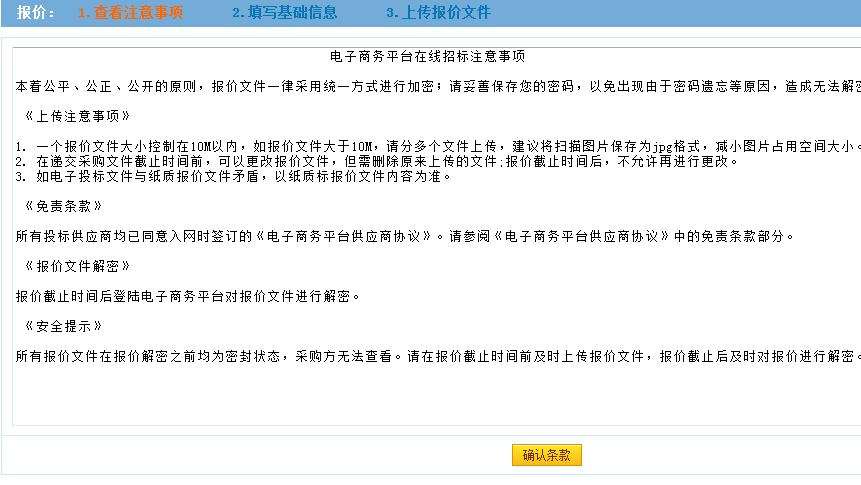 报价： 1.查看注意事项 2.填写基础信息 3.上传报价文件
电子商务平台在线招标注意事项
本着公平、公正、公开的原则，报价文件一律采用统一方式进行加密；请妥善保存您的密码，以免出现由于密码遗忘等原因，造成无法解密
《上传注意事项》
1. 一个报价文件大小控制在10M以内，如报价文件大于10M，请分多个文件上传，建议将扫描图片保存为jpg格式，减小图片占用空间大小。
2. 在递交采购文件截止时间前，可以更改报价文件，但需删除原来上传的文件;报价截止时间后，不允许再进行更改。
3. 如电子投标文件与纸质报价文件矛盾，以纸质标报价文件内容为准。
《免责条款》
所有投标供应商均已同意入网时签订的《电子商务平台供应商协议》。请参阅《电子商务平台供应商协议》中的免责条款部分。
《报价文件解密》
报价截止时间后登陆电子商务平台对报价文件进行解密。
《安全提示》
所有报价文件在报价解密之前均为密封状态，采购方无法查看。请在报价截止时间前及时上传报价文件，报价截止后及时对报价进行解密。
确认条款